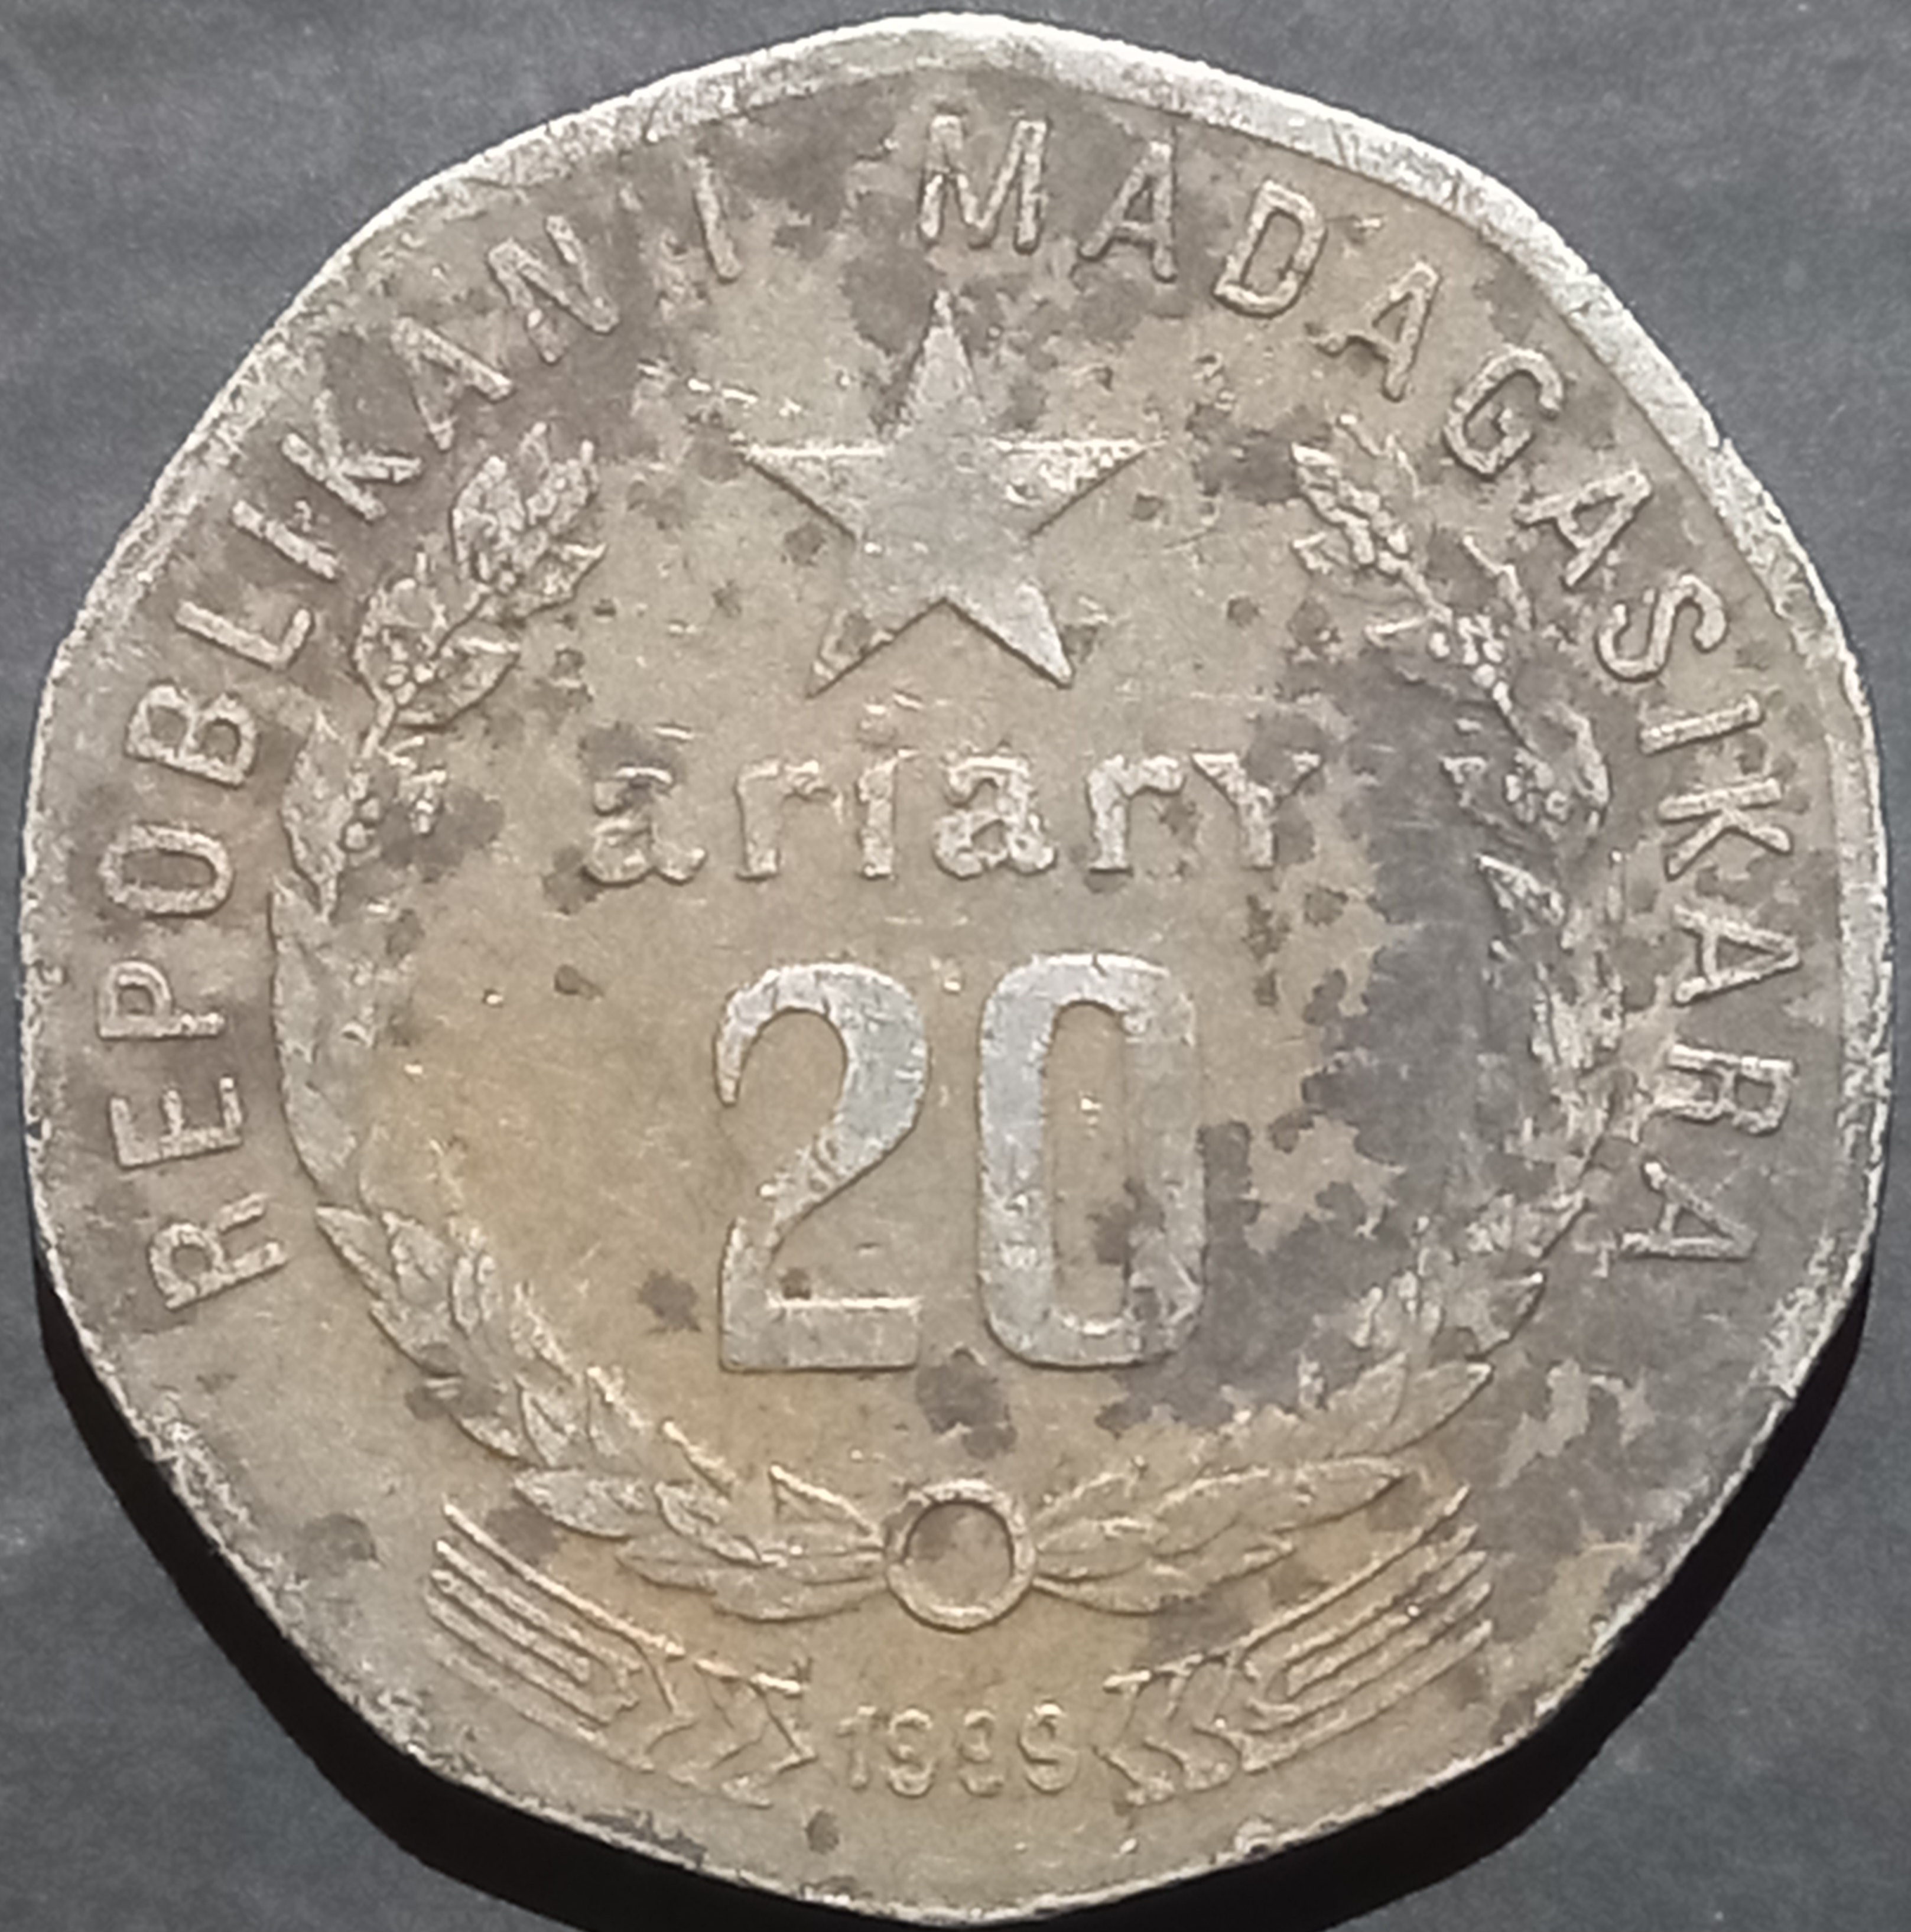 REPOBLIKAN'I MADAGASIKARA
ariary
20
1999